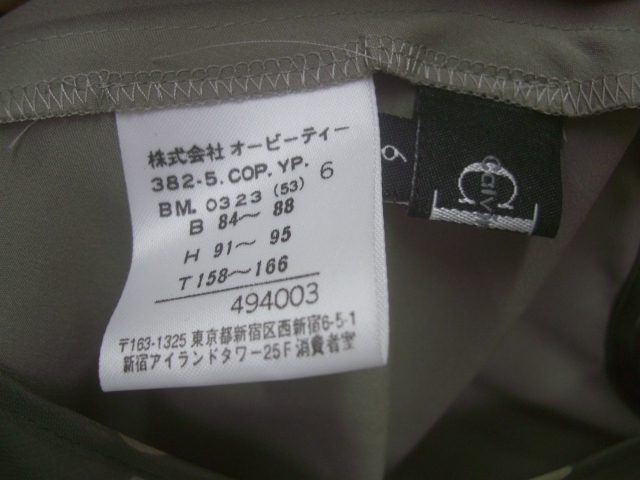 株式会社 オービーティー
382-5. COP. YP. 6
BM. 0323 (53)
B 84～ 88
H 91～ 95
T 158～166
494003
〒163-1325 東京都新宿区西新宿6-5-1
新宿アイランドタワー25F 消費者室
6